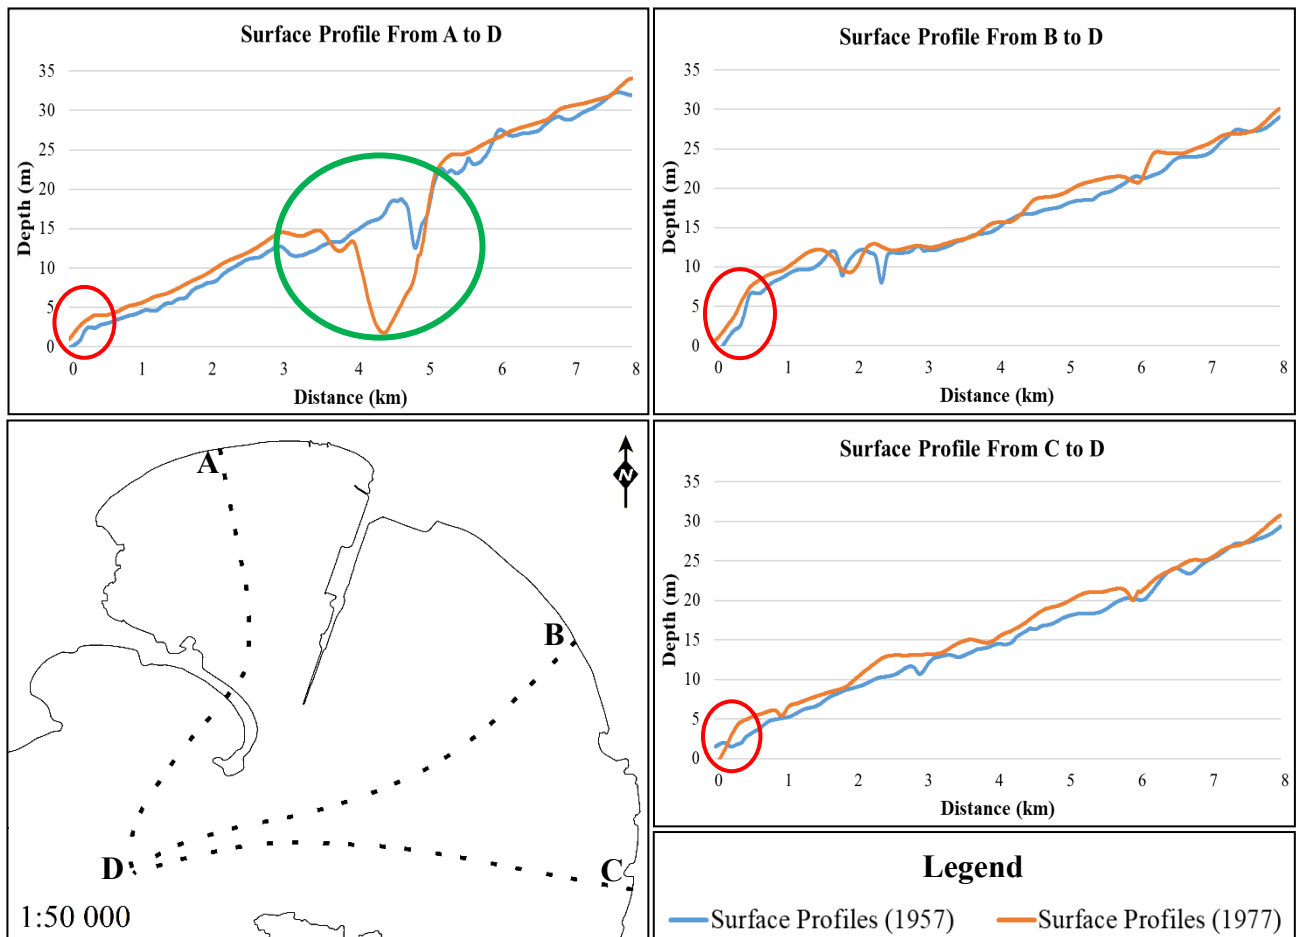 Surface Profile From A to D
Depth (m)
35
30
25
20
15
10
5
0
0 1 2 3 4 5 6 7 8
Distance (km)
Surface Profile From B to D
Depth (m)
35
30
25
20
15
10
5
0
0 1 2 3 4 5 6 7 8
Distance (km)
A
N
B
D
C
1:50 000
Surface Profile From C to D
Depth (m)
35
30
25
20
15
10
5
0
0 1 2 3 4 5 6 7 8
Distance (km)
Legend
Surface Profiles (1957) Surface Profiles (1977)